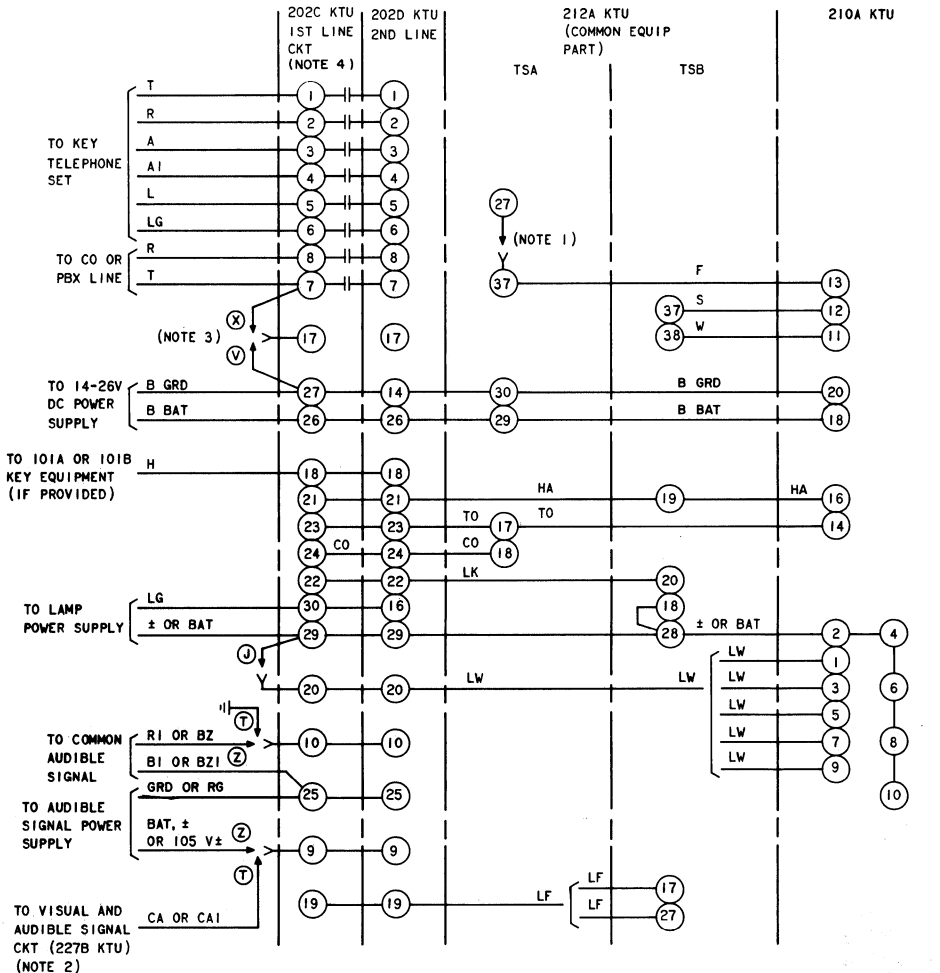 202C KTU
1ST LINE
CKT
(NOTE 4)
202D KTU
2ND LINE
212A KTU
(COMMON EQUIP
PART)
TSA
TSB
210A KTU
TO KEY
TELEPHONE
SET
T 1 1
R 2 2
A 3 3
A1 4 4
L 5 5
LG 6 6
27
(NOTE 1)
TO CO OR
PBX LINE
R 8 8
T 7 7
37 F 13
37 S 12
38 W 11
X
(NOTE 3)
V
17 17
TO 14-26V
DC POWER
SUPPLY
B GRD 27 14 30 B GRD 20
B BAT 26 26 29 B BAT 18
TO 101A OR 101B
KEY EQUIPMENT
(IF PROVIDED)
H 18 18
21 21 HA 19 HA 16
23 23 TO 17 TO 14
24 CO 24 CO 18
22 22 LK 20
TO LAMP
POWER SUPPLY
LG 30 16 18
± OR BAT 29 29 28 ± OR BAT 2 4
J
20 20 LW LW
LW 1
LW 3 6
LW 5
LW 7 8
LW 9
10
T
TO COMMON
AUDIBLE
SIGNAL
R1 OR BZ Z 10 10
B1 OR BZ1
TO AUDIBLE
SIGNAL POWER
SUPPLY
GRD OR RG 25 25
BAT, ±
OR 105 V± Z 9 9
T
19 19 LF
LF 17
LF 27
TO VISUAL AND
AUDIBLE SIGNAL
CKT (227B KTU)
(NOTE 2)
CA OR CA1